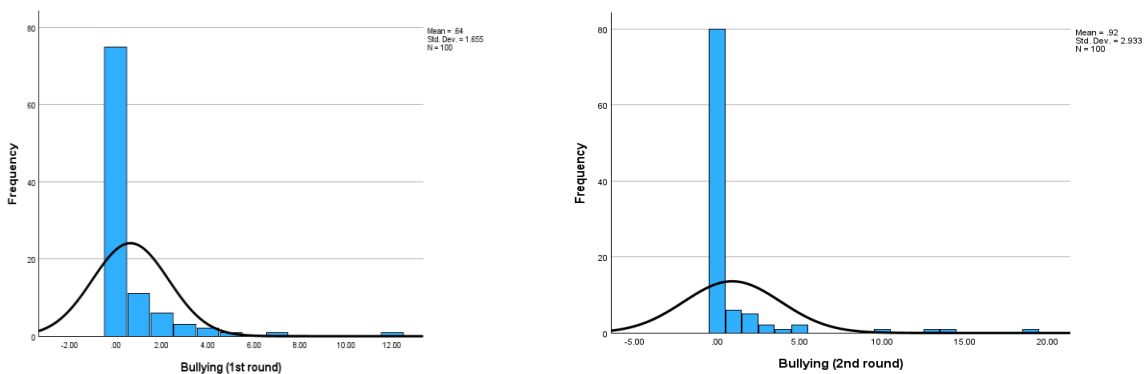 80
60
40
20
0
Frequency
-2.00 .00 2.00 4.00 6.00 8.00 10.00 12.00
Bullying (1st round)
Mean = .64
Std. Dev. = 1.655
N = 100
80
60
40
20
0
Frequency
-5.00 .00 5.00 10.00 15.00 20.00
Bullying (2nd round)
Mean = .92
Std. Dev. = 2.933
N = 100